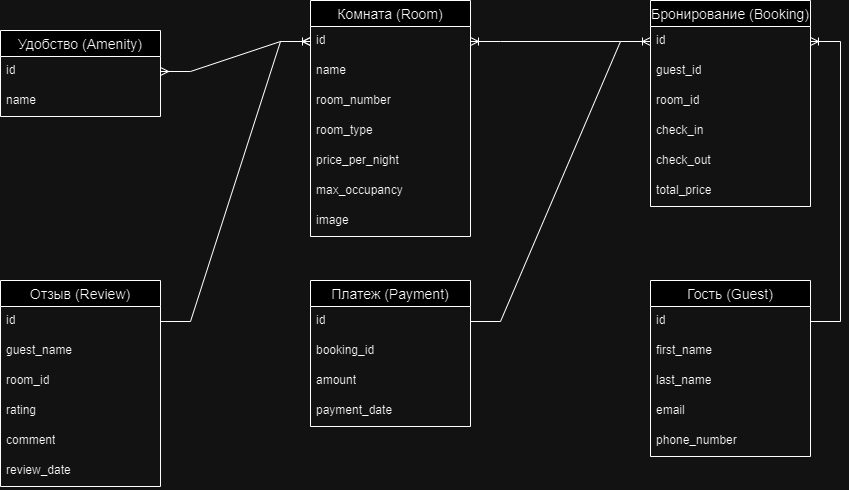 Удобство (Amenity)
id
name
Комната (Room)
id
name
room_number
room_type
price_per_night
max_occupancy
image
Бронирование (Booking)
id
guest_id
room_id
check_in
check_out
total_price
Отзыв (Review)
id
guest_name
room_id
rating
comment
review_date
Платеж (Payment)
id
booking_id
amount
payment_date
Гость (Guest)
id
first_name
last_name
email
phone_number